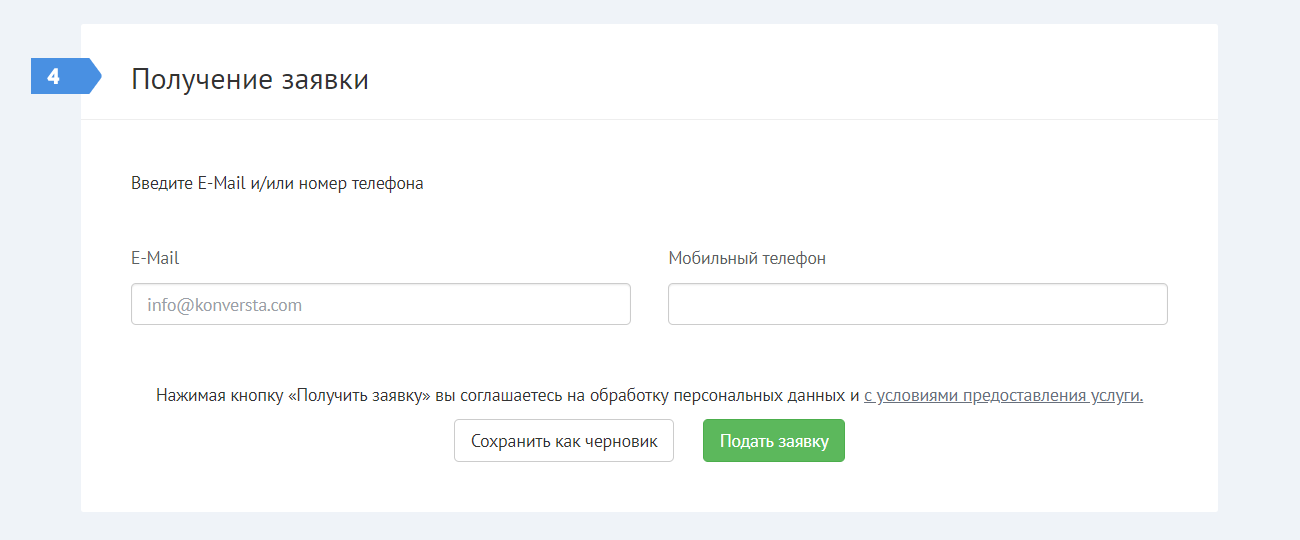 4
Получение заявки
Введите E-Mail и/или номер телефона
E-Mail
Мобильный телефон
info@konversta.com
Нажимая кнопку «Получить заявку» вы соглашаетесь на обработку персональных данных и с условиями предоставления услуги.
Сохранить как черновик
Подать заявку